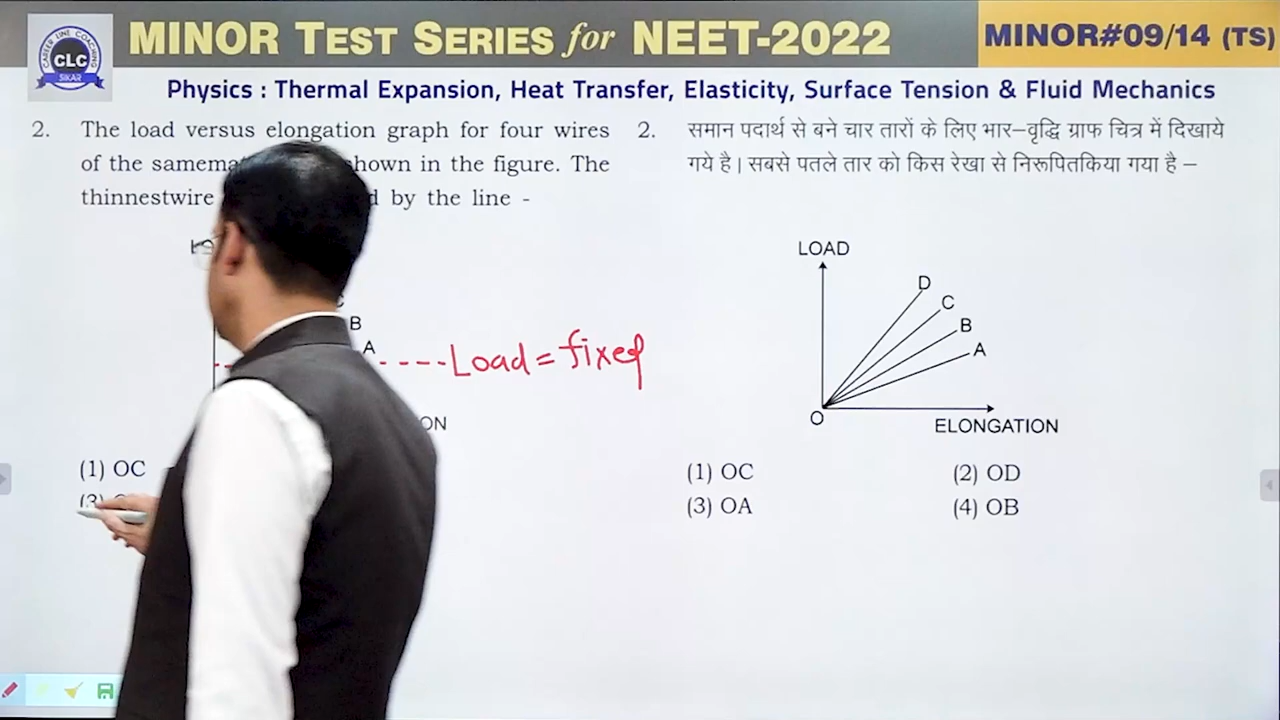 CAREER LINE COACHING
CLC
SIKAR
MINOR TEST SERIES for NEET-2022
MINOR#09/14 (TS)
Physics : Thermal Expansion, Heat Transfer, Elasticity, Surface Tension & Fluid Mechanics
2. The load versus elongation graph for four wires
of the samema hown in the figure. The
thinnestwire d by the line -
B
A
Load = fixed
ON
(1) OC
(3)
2. समान पदार्थ से बने चार तारों के लिए भार–वृद्धि ग्राफ चित्र में दिखाये
गये है। सबसे पतले तार को किस रेखा से निरूपितकिया गया है –
LOAD
D
C
B
A
O
ELONGATION
(1) OC (2) OD
(3) OA (4) OB